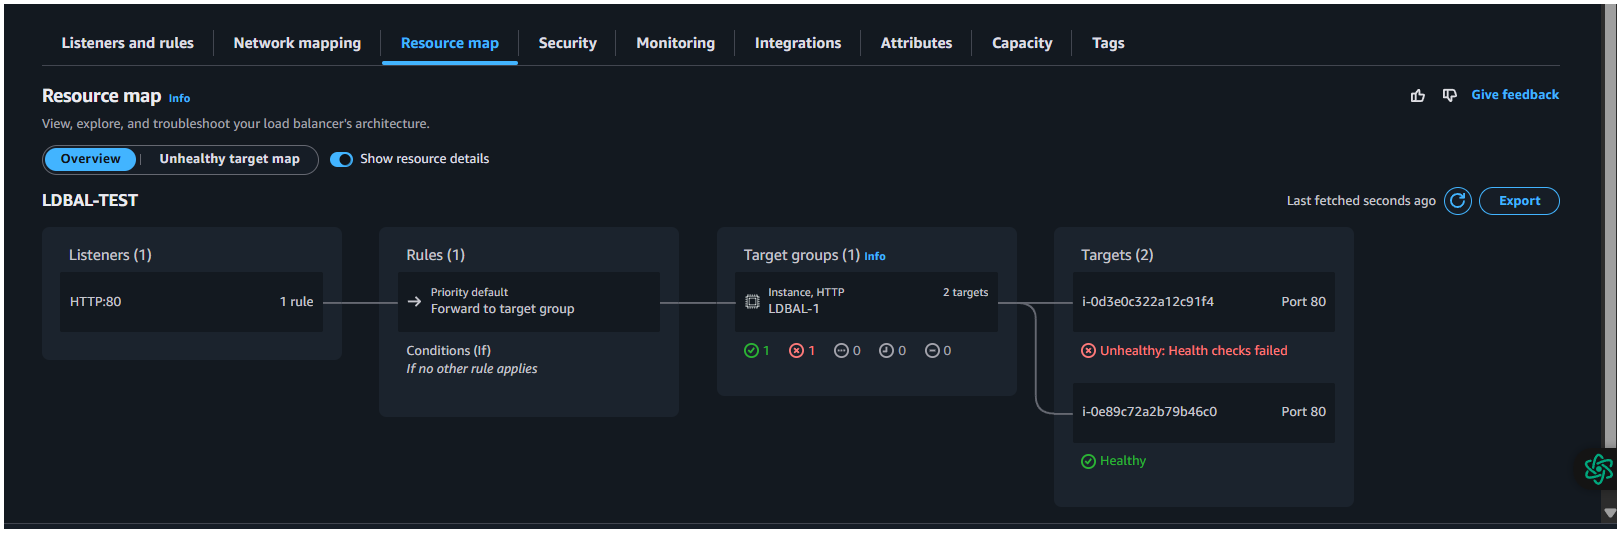 Listeners and rules
Network mapping
Resource map
Security
Monitoring
Integrations
Attributes
Capacity
Tags
Resource map Info
Give feedback
View, explore, and troubleshoot your load balancer's architecture.
Overview
Unhealthy target map
Show resource details
LDBAL-TEST
Last fetched seconds ago
Export
Listeners (1)
HTTP:80 1 rule
Rules (1)
Priority default
Forward to target group
Conditions (If)
If no other rule applies
Target groups (1) Info
Instance, HTTP 2 targets
LDBAL-1
1 1 0 0 0
Targets (2)
i-0d3e0c322a12c91f4 Port 80
Unhealthy: Health checks failed
i-0e89c72a2b79b46c0 Port 80
Healthy